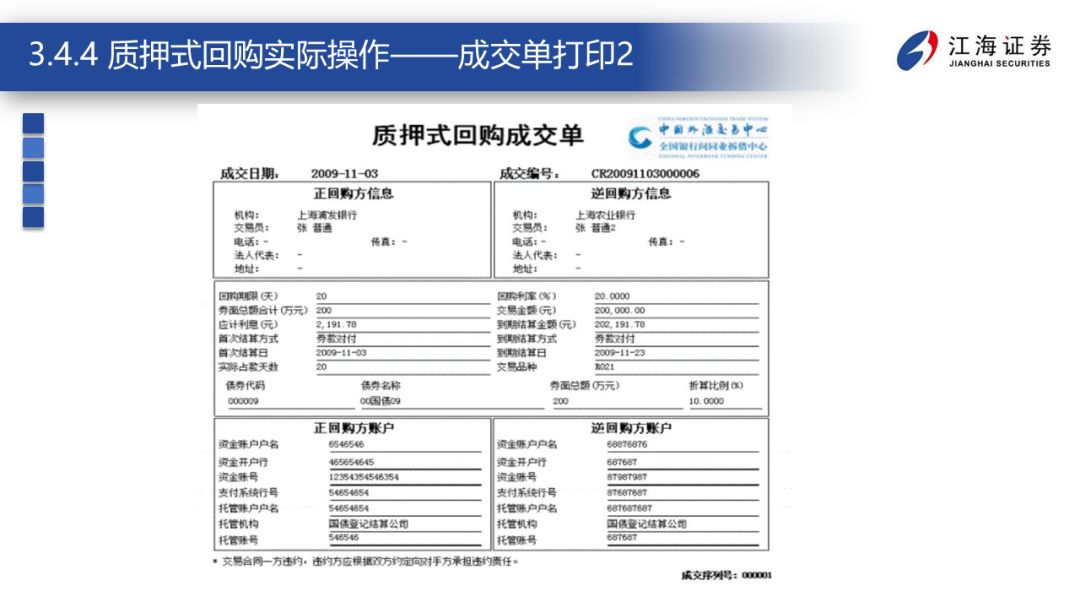 3.4.4 质押式回购实际操作——成交单打印2
江海证券
JIANGHAI SECURITIES
质押式回购成交单
CHINA FOREIGN EXCHANGE TRADE SYSTEM
中国外汇交易中心
全国银行间同业拆借中心
NATIONAL INTERBANK FUNDING CENTER
成交日期: 2009-11-03 成交编号: CR20091103000006
正回购方信息 逆回购方信息
机构: 上海浦发银行 机构: 上海农业银行
交易员: 张 普通 交易员: 张 普通2
电话: - 传真: - 电话: - 传真: -
法人代表: - 法人代表: -
地址: - 地址: -
回购期限(天) 20 回购利率(%) 20.0000
券面总额合计(万元) 200 交易金额(元) 200,000.00
应计利息(元) 2,191.78 到期结算金额(元) 202,191.78
首次结算方式 券款对付 到期结算方式 券款对付
首次结算日 2009-11-03 到期结算日 2009-11-23
实际占款天数 20 交易品种 R021
债券代码 债券名称 券面总额(万元) 折算比例(%)
000009 00国债09 200 10.0000
正回购方账户 逆回购方账户
资金账户户名 6546546 资金账户户名 68876876
资金开户行 465654645 资金开户行 687687
资金账号 12354354546354 资金账号 87987987
支付系统行号 54654654 支付系统行号 87687687
托管账户户名 54654654 托管账户户名 687687687
托管机构 国债登记结算公司 托管机构 国债登记结算公司
托管账号 546546 托管账号 687687
* 交易合同一方违约，违约方应根据双方约定向对手方承担违约责任。
成交序列号: 000001